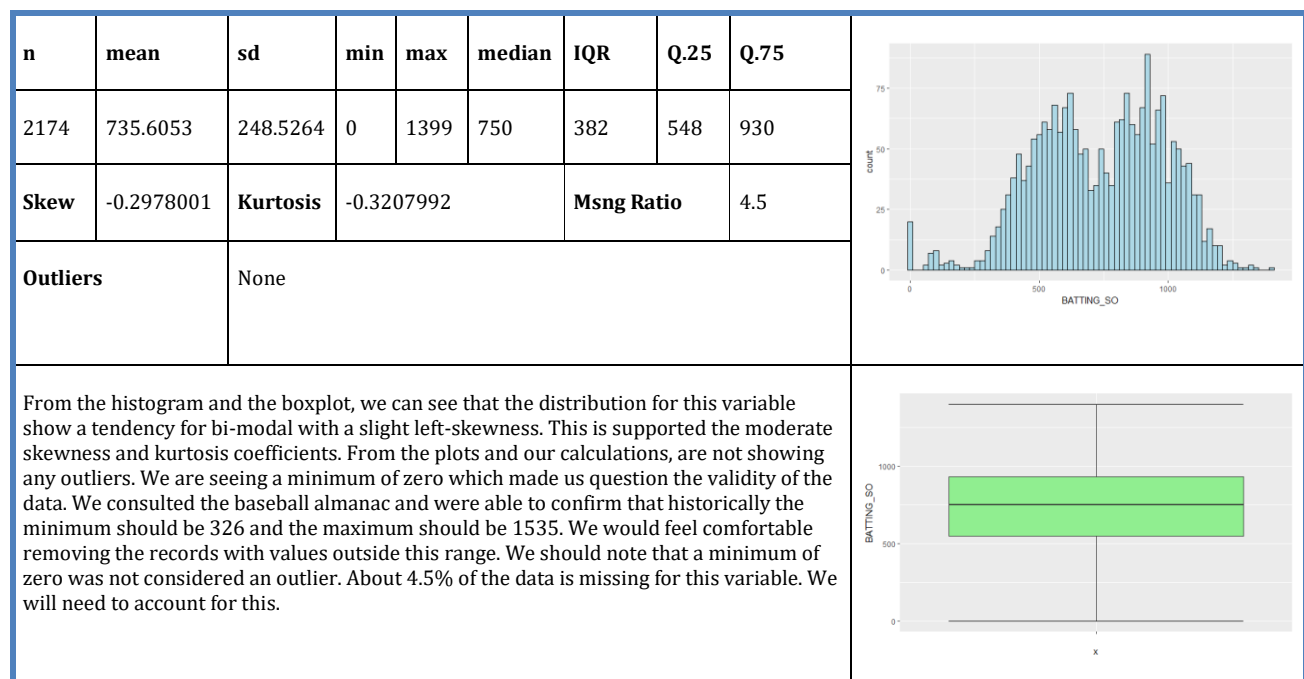 n mean sd min max median IQR Q.25 Q.75
2174 735.6053 248.5264 0 1399 750 382 548 930
Skew -0.2978001 Kurtosis -0.3207992 Msng Ratio 4.5
Outliers None
75
50
25
0
count
0 500 1000
BATTING_SO
From the histogram and the boxplot, we can see that the distribution for this variable
show a tendency for bi-modal with a slight left-skewness. This is supported the moderate
skewness and kurtosis coefficients. From the plots and our calculations, are not showing
any outliers. We are seeing a minimum of zero which made us question the validity of the
data. We consulted the baseball almanac and were able to confirm that historically the
minimum should be 326 and the maximum should be 1535. We would feel comfortable
removing the records with values outside this range. We should note that a minimum of
zero was not considered an outlier. About 4.5% of the data is missing for this variable. We
will need to account for this.
1000
500
0
BATTING_SO
x